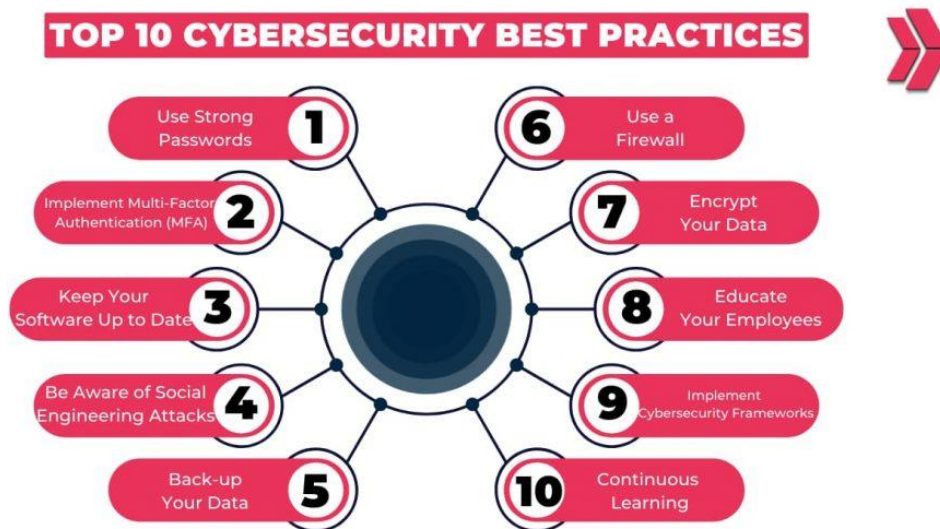 TOP 10 CYBERSECURITY BEST PRACTICES
1
Use Strong
Passwords
2
Implement Multi-Factor
Authentication (MFA)
3
Keep Your
Software Up to Date
4
Be Aware of Social
Engineering Attacks
5
Back-up
Your Data
6
Use a
Firewall
7
Encrypt
Your Data
8
Educate
Your Employees
9
Implement
Cybersecurity Frameworks
10
Continuous
Learning